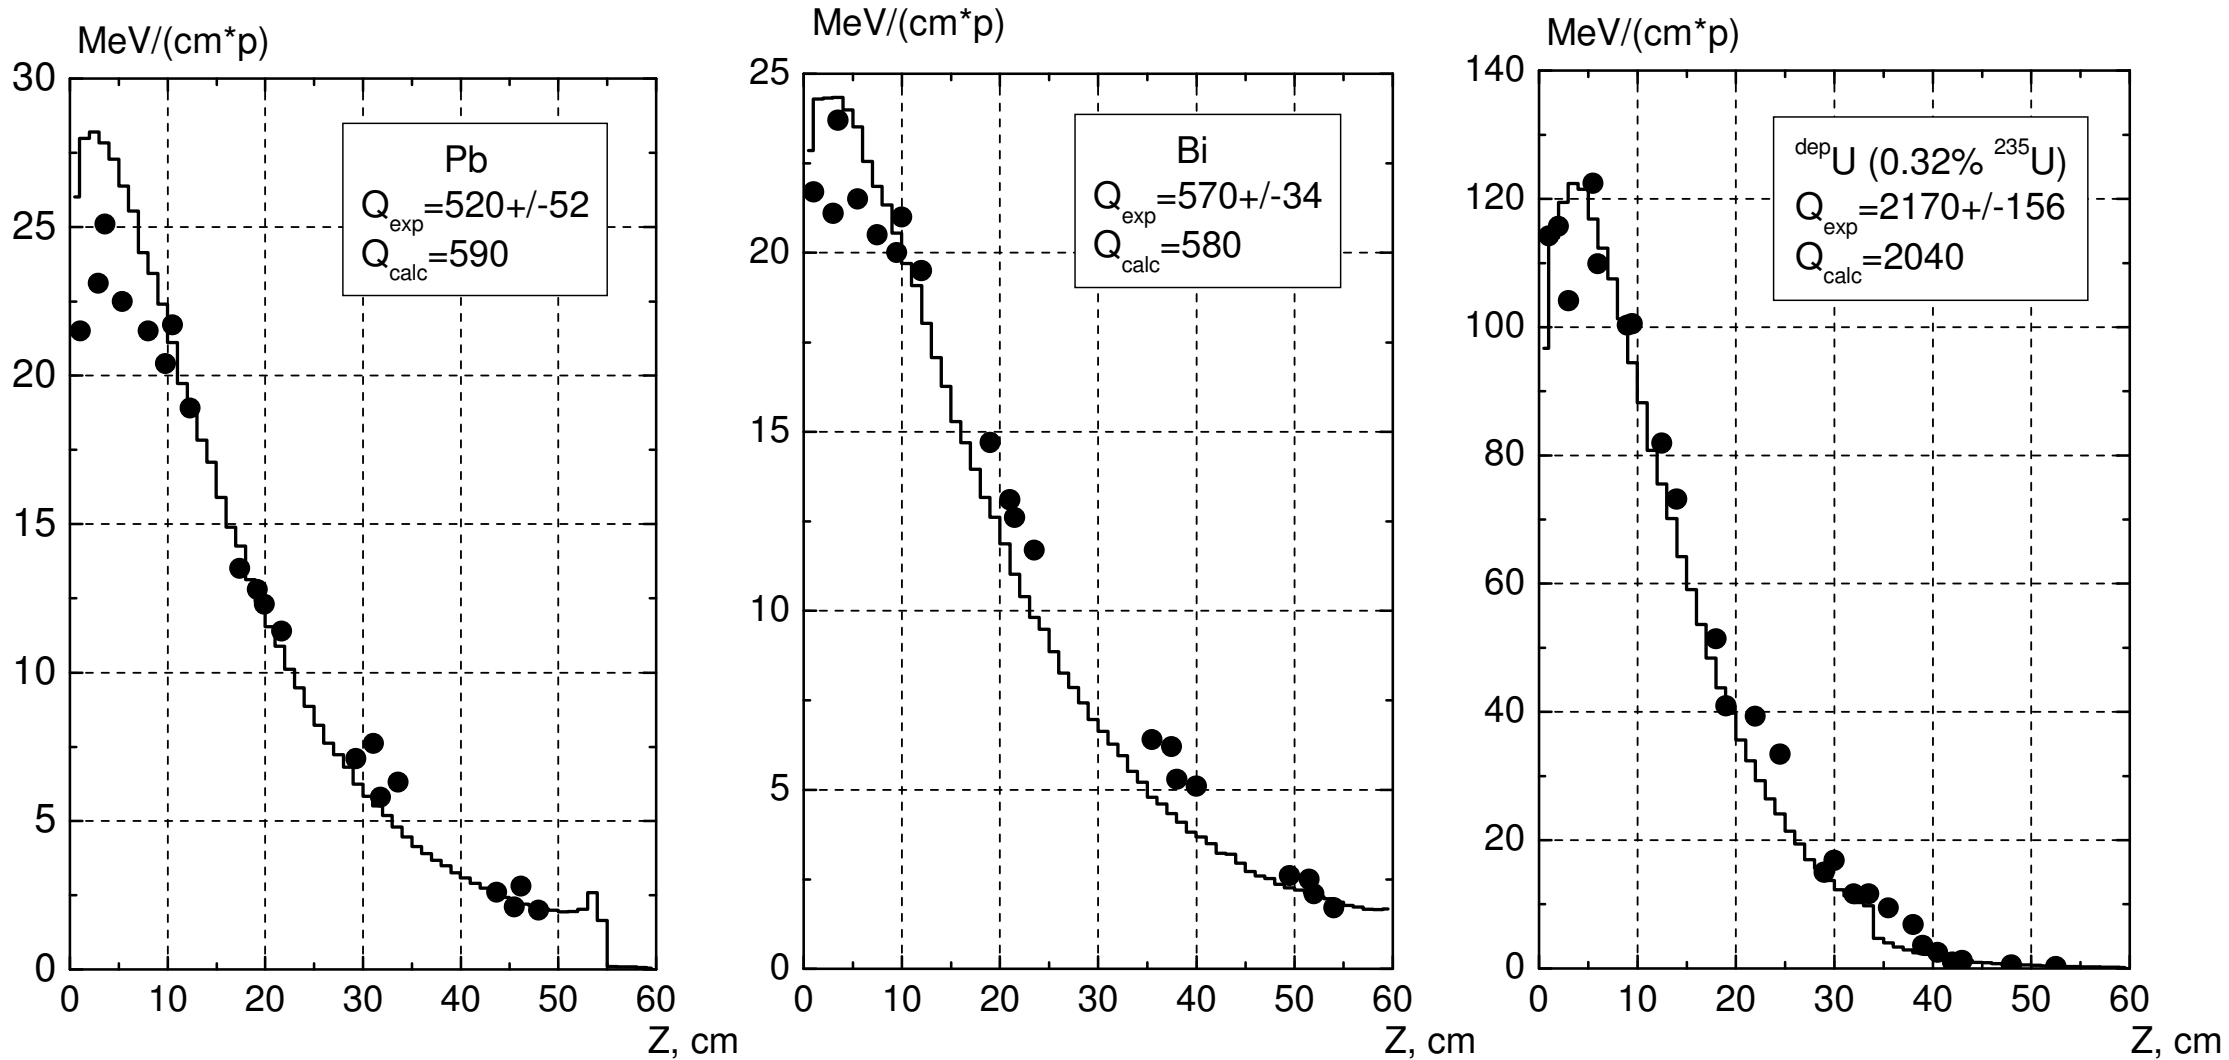 MeV/(cm*p)
30
25
20
15
10
5
0
Pb
Qexp=520+/-52
Qcalc=590
0 10 20 30 40 50 60
Z, cm
MeV/(cm*p)
25
20
15
10
5
0
Bi
Qexp=570+/-34
Qcalc=580
0 10 20 30 40 50 60
Z, cm
MeV/(cm*p)
140
120
100
80
60
40
20
0
depU (0.32% 235U)
Qexp=2170+/-156
Qcalc=2040
0 10 20 30 40 50 60
Z, cm